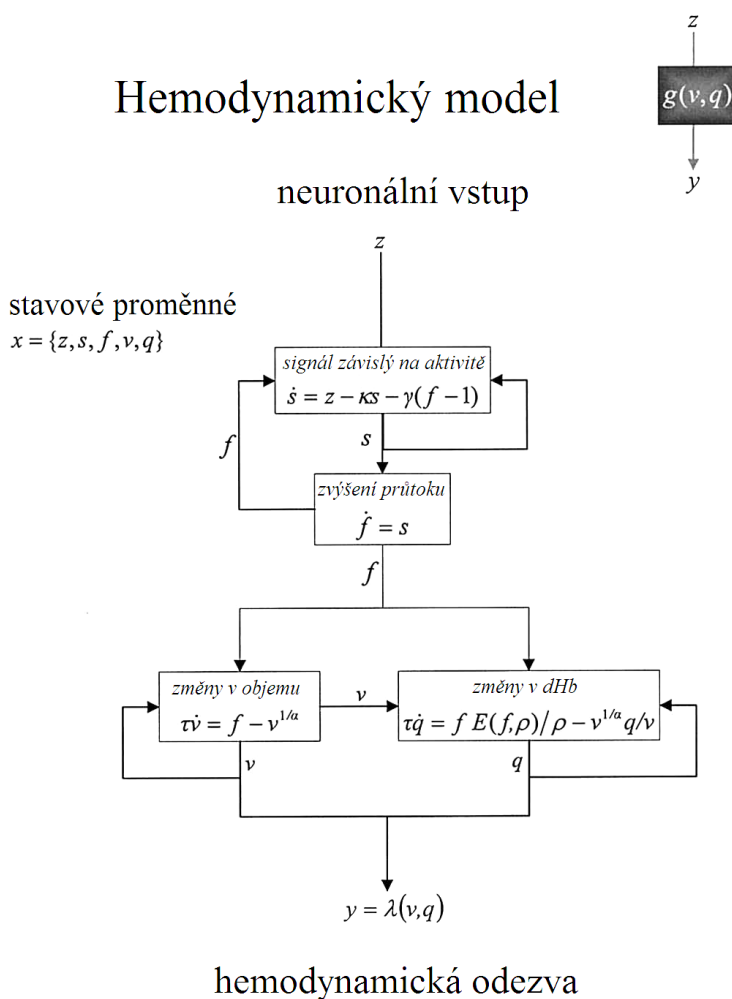 z
Hemodynamický model
g(v,q)
y
neuronální vstup
z
stavové proměnné
x = {z,s,f,v,q}
signál závislý na aktivitě
ṡ = z − κs − γ(f − 1)
f
s
zvýšení průtoku
ḟ = s
f
změny v objemu
τv̇ = f − v^{1/α}
v
změny v dHb
τq̇ = f E(f,ρ)/ρ − v^{1/α} q/v
v
q
y = λ(v,q)
hemodynamická odezva